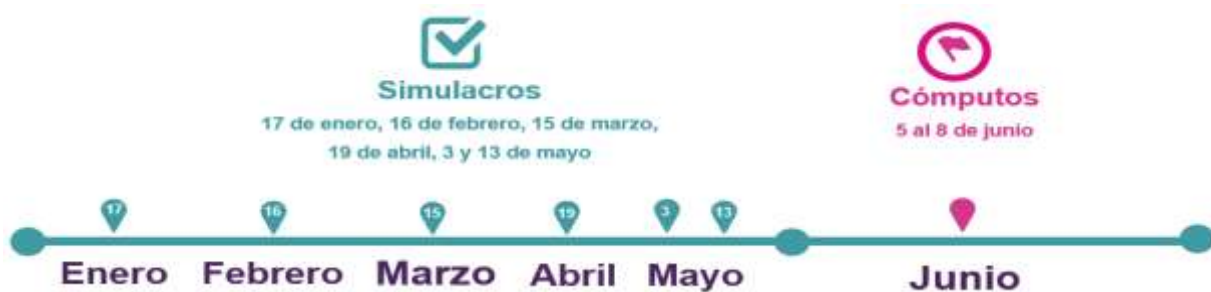 Simulacros
17 de enero, 16 de febrero, 15 de marzo,
19 de abril, 3 y 13 de mayo
Cómputos
5 al 8 de junio
17 16 15 19 3 13
Enero Febrero Marzo Abril Mayo Junio